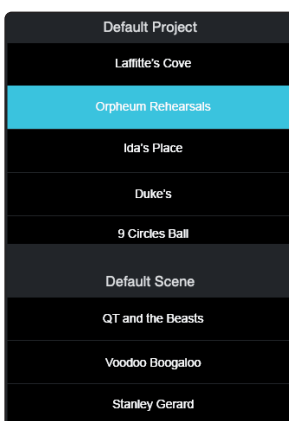 Default Project
Laffitte's Cove
Orpheum Rehearsals
Ida's Place
Duke's
9 Circles Ball
Default Scene
QT and the Beasts
Voodoo Boogaloo
Stanley Gerard